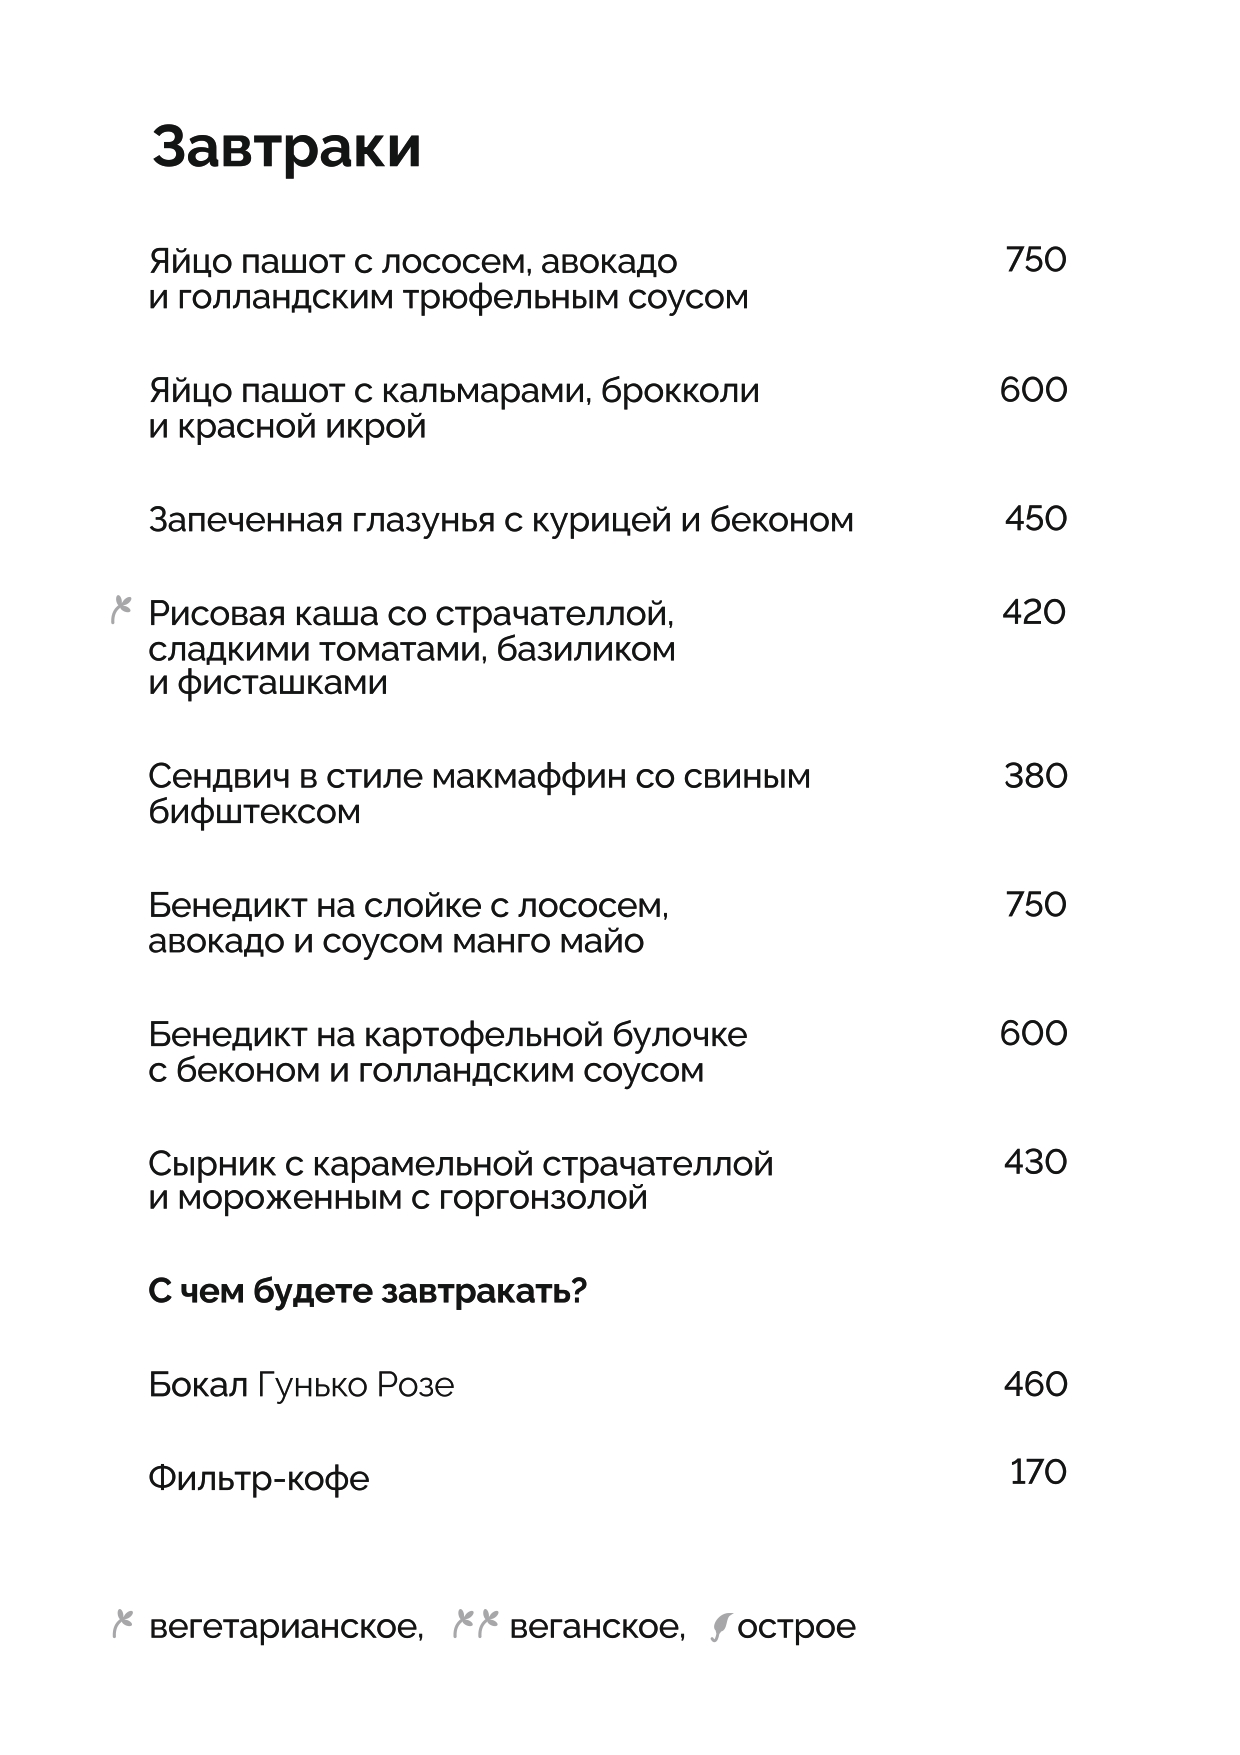 Завтраки
Яйцо пашот с лососем, авокадо 750
и голландским трюфельным соусом
Яйцо пашот с кальмарами, брокколи 600
и красной икрой
Запеченная глазунья с курицей и беконом 450
Рисовая каша со страчателлой, 420
сладкими томатами, базиликом
и фисташками
Сендвич в стиле макмаффин со свиным 380
бифштексом
Бенедикт на слойке с лососем, 750
авокадо и соусом манго майо
Бенедикт на картофельной булочке 600
с беконом и голландским соусом
Сырник с карамельной страчателлой 430
и мороженным с горгонзолой
С чем будете завтракать?
Бокал Гунько Розе 460
Фильтр-кофе 170
вегетарианское, веганское, острое